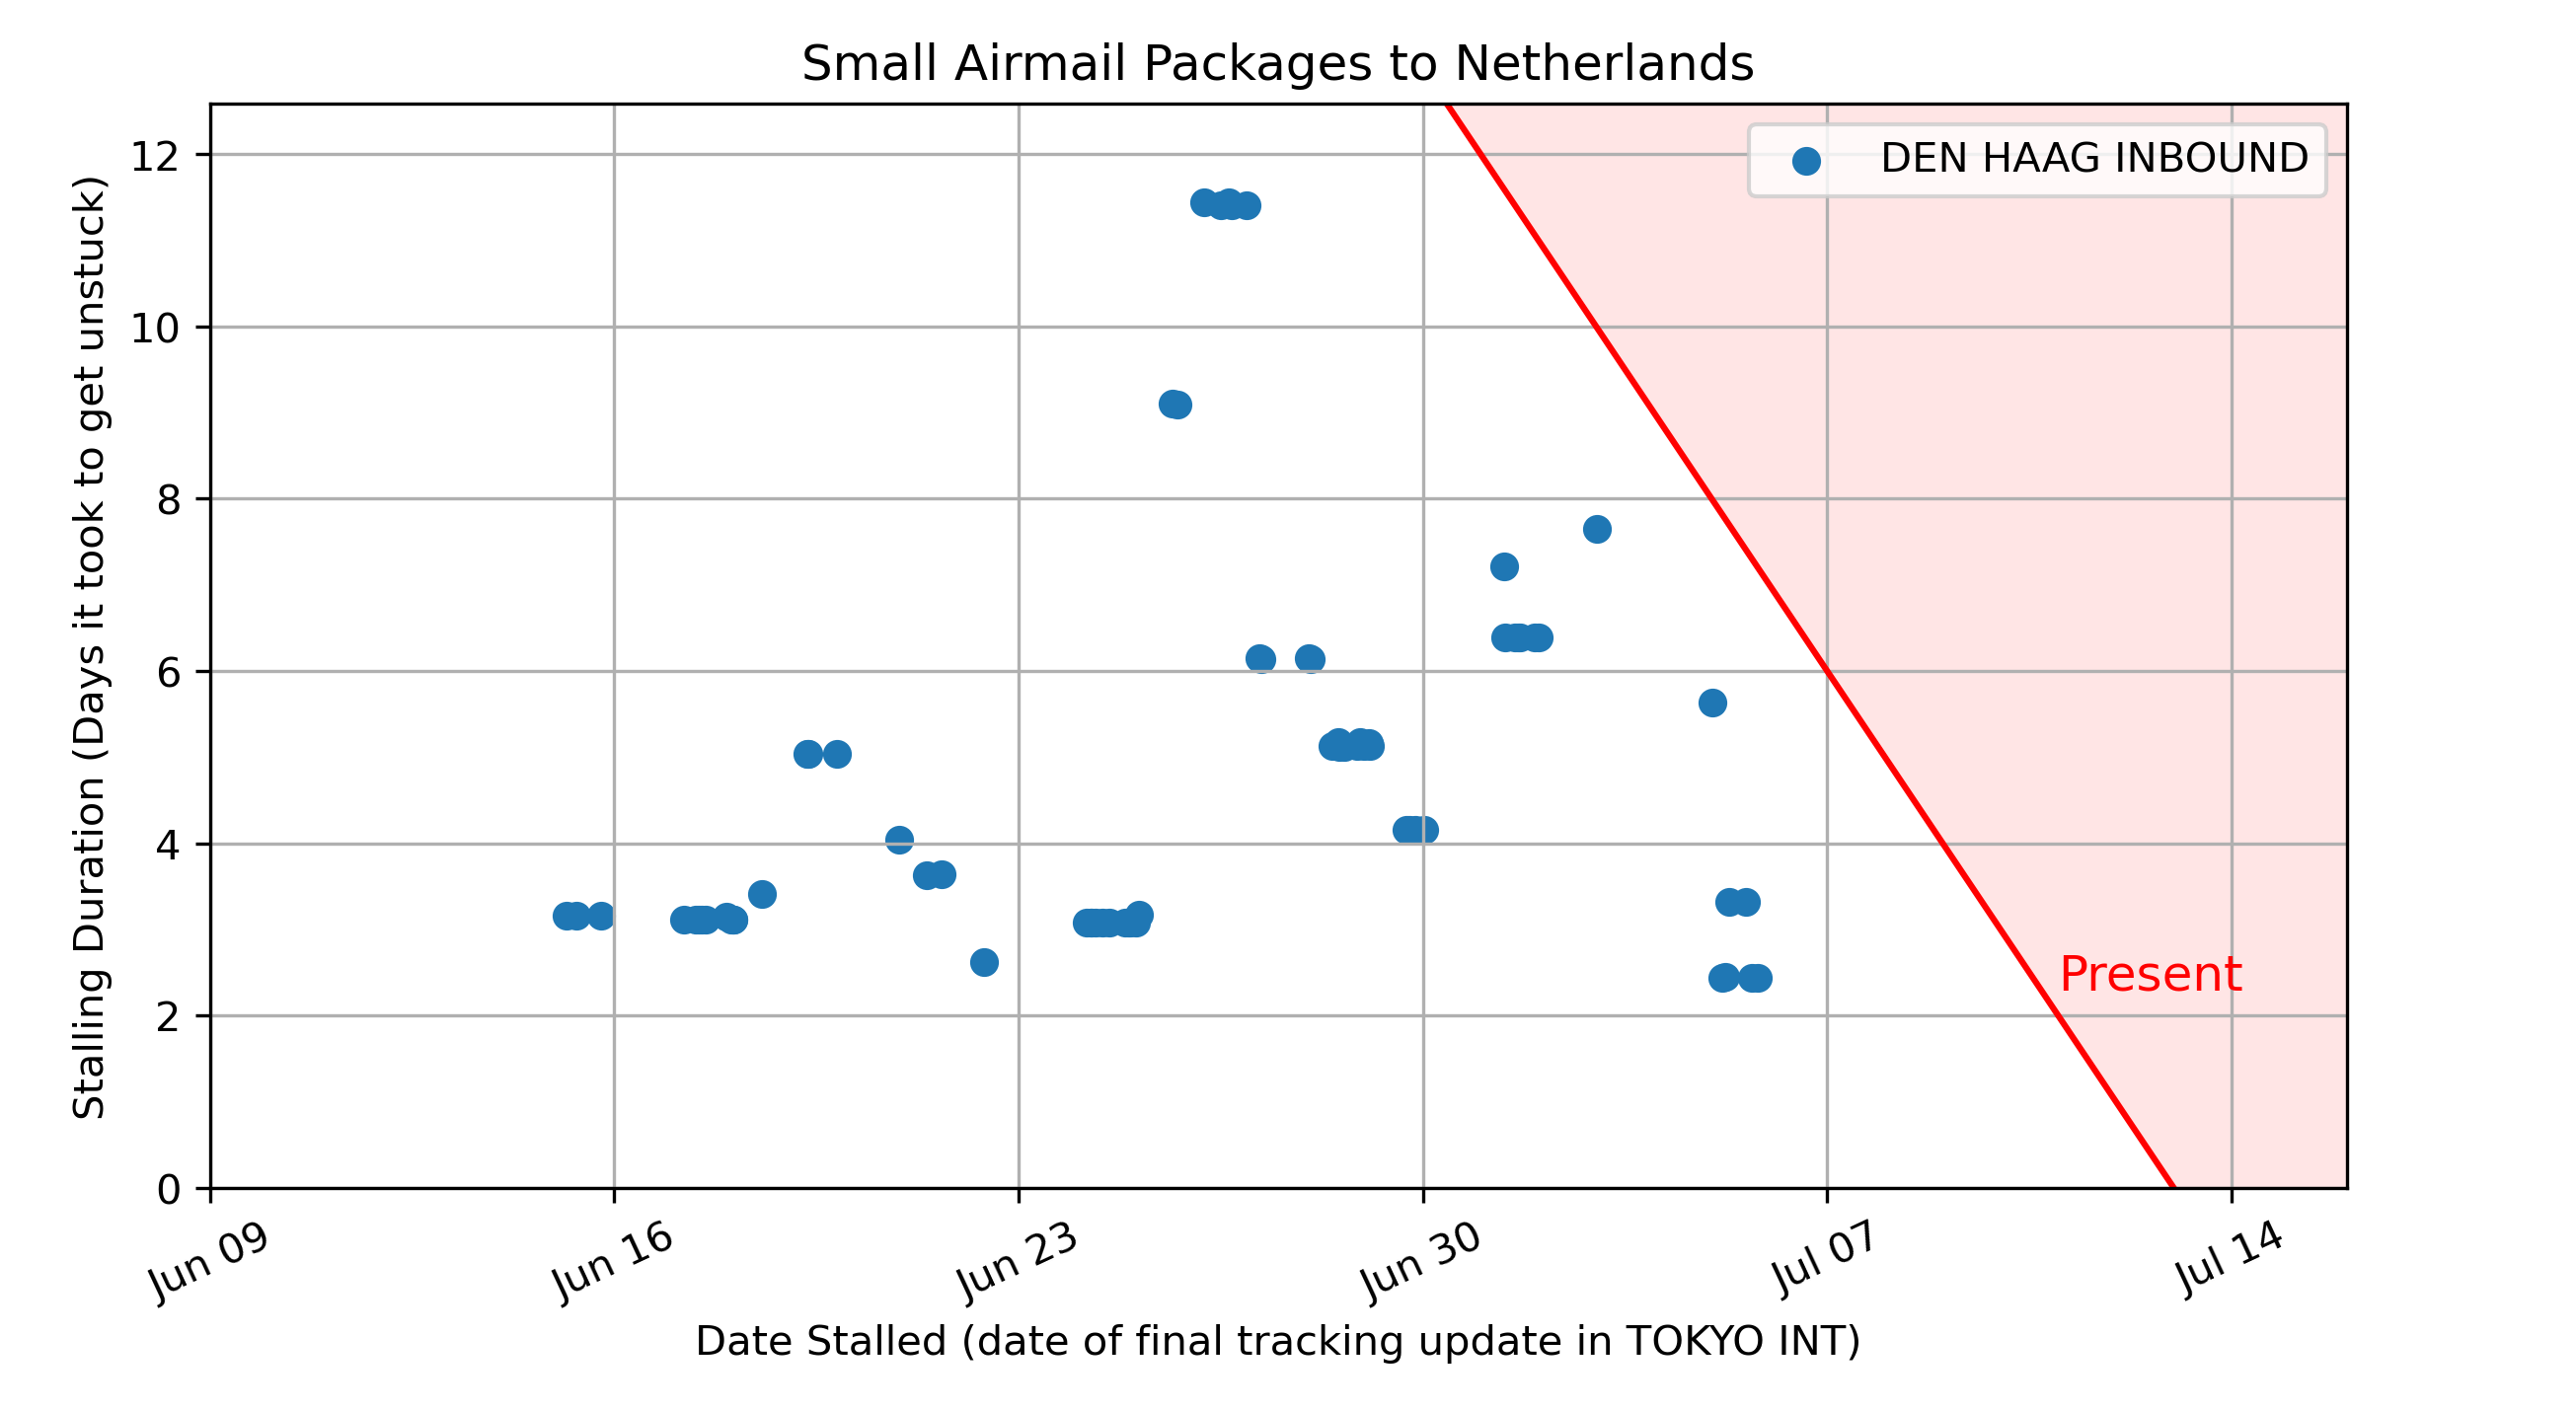 Small Airmail Packages to Netherlands
DEN HAAG INBOUND
Stalling Duration (Days it took to get unstuck)
12
10
8
6
4
2
0
Present
Jun 09
Jun 16
Jun 23
Jun 30
Jul 07
Jul 14
Date Stalled (date of final tracking update in TOKYO INT)